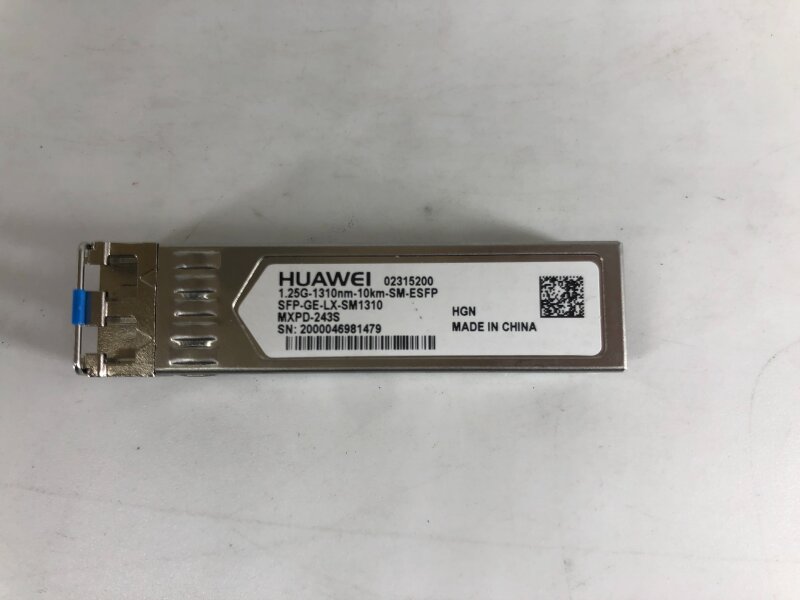 HUAWEI 02315200
1.25G-1310nm-10km-SM-ESFP
SFP-GE-LX-SM1310
MXPD-243S
SN: 2000046981479
HGN
MADE IN CHINA